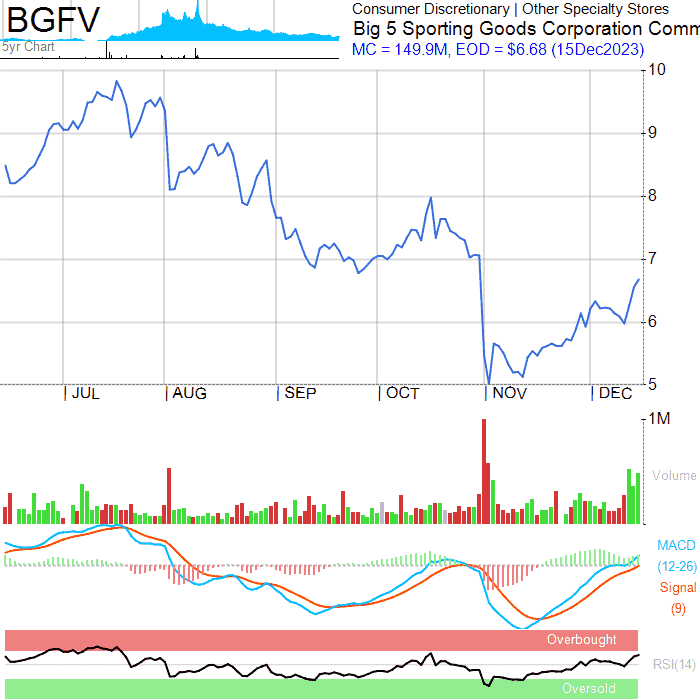 BGFV
5yr Chart
Consumer Discretionary | Other Specialty Stores
Big 5 Sporting Goods Corporation Comm
MC = 149.9M, EOD = $6.68 (15Dec2023)
10
9
8
7
6
5
| JUL | AUG | SEP | OCT | NOV | DEC
1M
Volume
MACD
(12-26)
Signal
(9)
Overbought
RSI(14)
Oversold